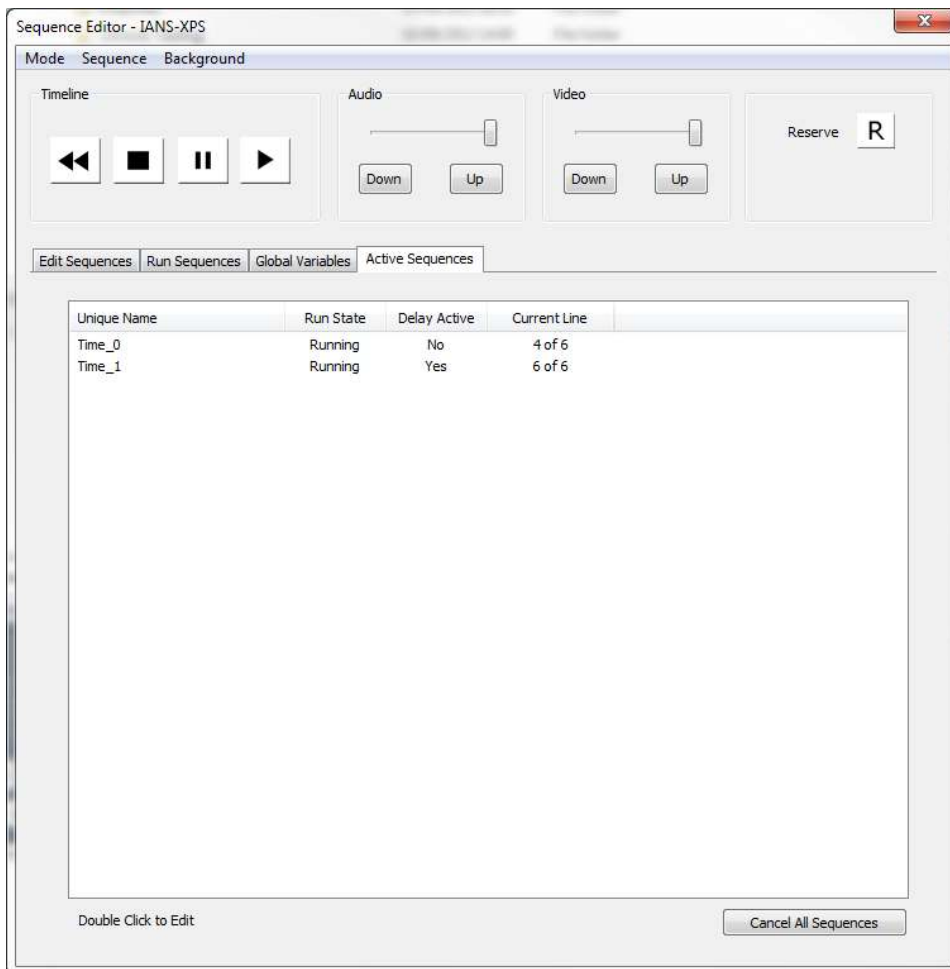 Sequence Editor - IANS-XPS
Mode Sequence Background
Timeline Audio Video
Reserve R
Down Up Down Up
Edit Sequences Run Sequences Global Variables Active Sequences
Unique Name Run State Delay Active Current Line
Time_0 Running No 4 of 6
Time_1 Running Yes 6 of 6
Double Click to Edit Cancel All Sequences